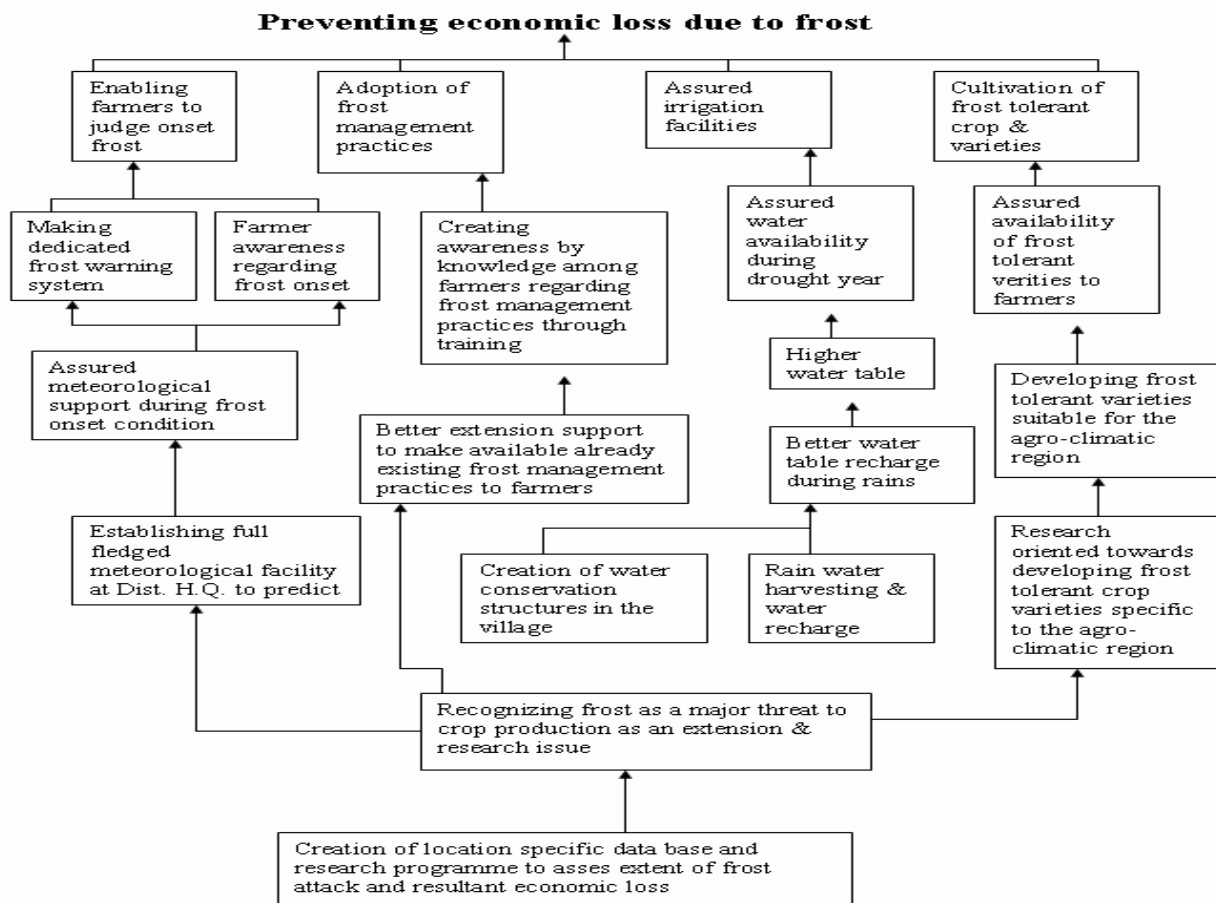 Preventing economic loss due to frost
Enabling
farmers to
judge onset
frost
Adoption of
frost
management
practices
Assured
irrigation
facilities
Cultivation of
frost tolerant
crop &
varieties
Making
dedicated
frost warning
system
Farmer
awareness
regarding
frost onset
Creating
awareness by
knowledge among
farmers regarding
frost management
practices through
training
Assured
water
availability
during
drought year
Assured
availability
of frost
tolerant
verities to
farmers
Assured
meteorological
support during frost
onset condition
Higher
water table
Developing frost
tolerant varieties
suitable for the
agro-climatic
region
Better extension support
to make available already
existing frost management
practices to farmers
Better water
table recharge
during rains
Establishing full
fledged
meteorological facility
at Dist. H.Q. to predict
Creation of water
conservation
structures in the
village
Rain water
harvesting &
water
recharge
Research
oriented towards
developing frost
tolerant crop
varieties specific
to the agro-
climatic region
Recognizing frost as a major threat to
crop production as an extension &
research issue
Creation of location specific data base and
research programme to asses extent of frost
attack and resultant economic loss